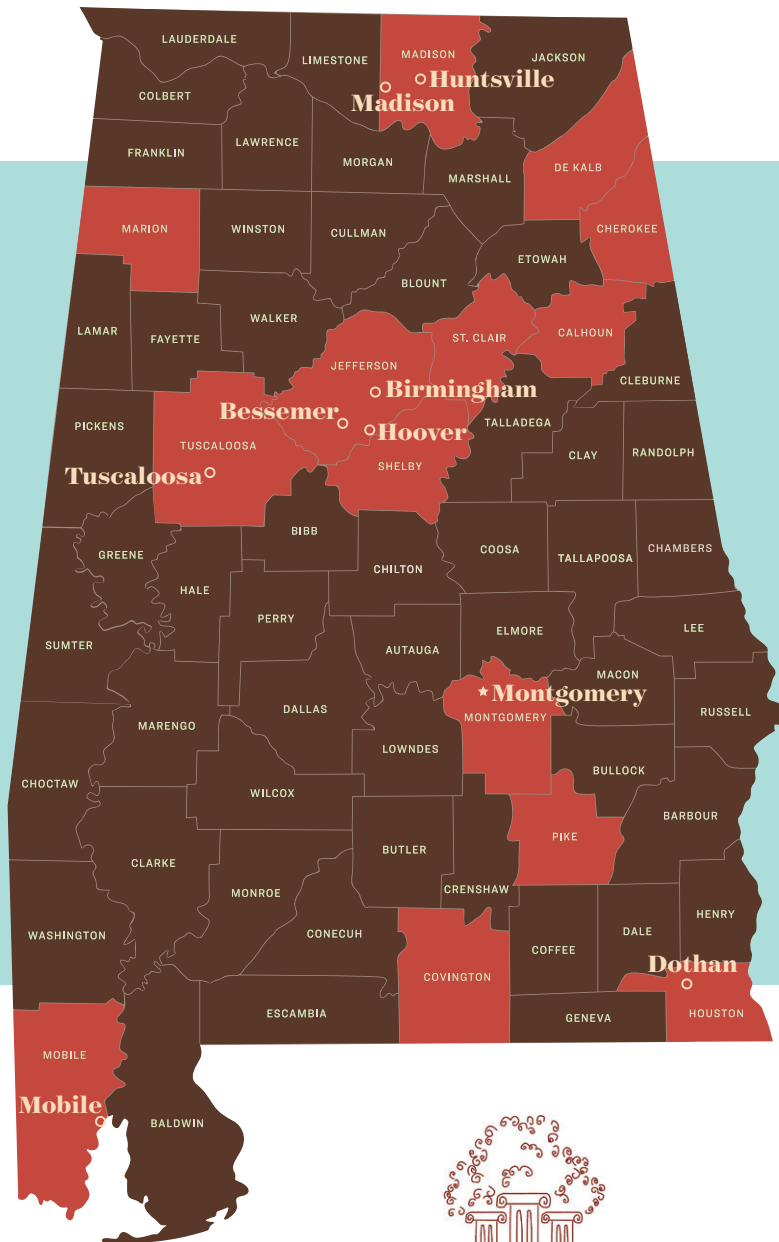 LAUDERDALE
LIMESTONE
MADISON
JACKSON
Huntsville
Madison
COLBERT
LAWRENCE
FRANKLIN
MORGAN
MARSHALL
DE KALB
MARION
WINSTON
CULLMAN
CHEROKEE
ETOWAH
BLOUNT
LAMAR
FAYETTE
WALKER
ST. CLAIR
CALHOUN
JEFFERSON
CLEBURNE
Birmingham
Bessemer
Hoover
PICKENS
TALLADEGA
TUSCALOOSA
CLAY
RANDOLPH
SHELBY
Tuscaloosa
BIBB
GREENE
COOSA
TALLAPOOSA
CHAMBERS
CHILTON
HALE
PERRY
ELMORE
LEE
SUMTER
AUTAUGA
MACON
Montgomery
MONTGOMERY
RUSSELL
DALLAS
MARENGO
LOWNDES
BULLOCK
CHOCTAW
WILCOX
BARBOUR
PIKE
BUTLER
CLARKE
MONROE
CRENSHAW
HENRY
WASHINGTON
CONECUH
COFFEE
DALE
Dothan
COVINGTON
ESCAMBIA
GENEVA
HOUSTON
MOBILE
Mobile
BALDWIN